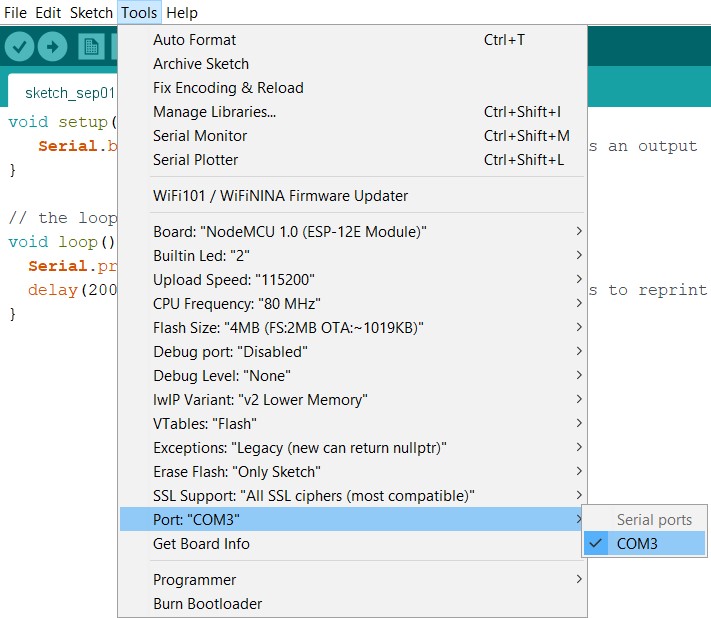 File Edit Sketch Tools Help
Auto Format Ctrl+T
Archive Sketch
Fix Encoding & Reload
Manage Libraries... Ctrl+Shift+I
Serial Monitor Ctrl+Shift+M
Serial Plotter Ctrl+Shift+L
WiFi101 / WiFiNINA Firmware Updater
Board: "NodeMCU 1.0 (ESP-12E Module)"
Builtin Led: "2"
Upload Speed: "115200"
CPU Frequency: "80 MHz"
Flash Size: "4MB (FS:2MB OTA:~1019KB)"
Debug port: "Disabled"
Debug Level: "None"
lwIP Variant: "v2 Lower Memory"
VTables: "Flash"
Exceptions: "Legacy (new can return nullptr)"
Erase Flash: "Only Sketch"
SSL Support: "All SSL ciphers (most compatible)"
Port: "COM3"
Serial ports
COM3
Get Board Info
Programmer
Burn Bootloader
sketch_sep01
void setup(
Serial.b s an output
}
// the loop
void loop()
Serial.pr
delay(200 s to reprint
}